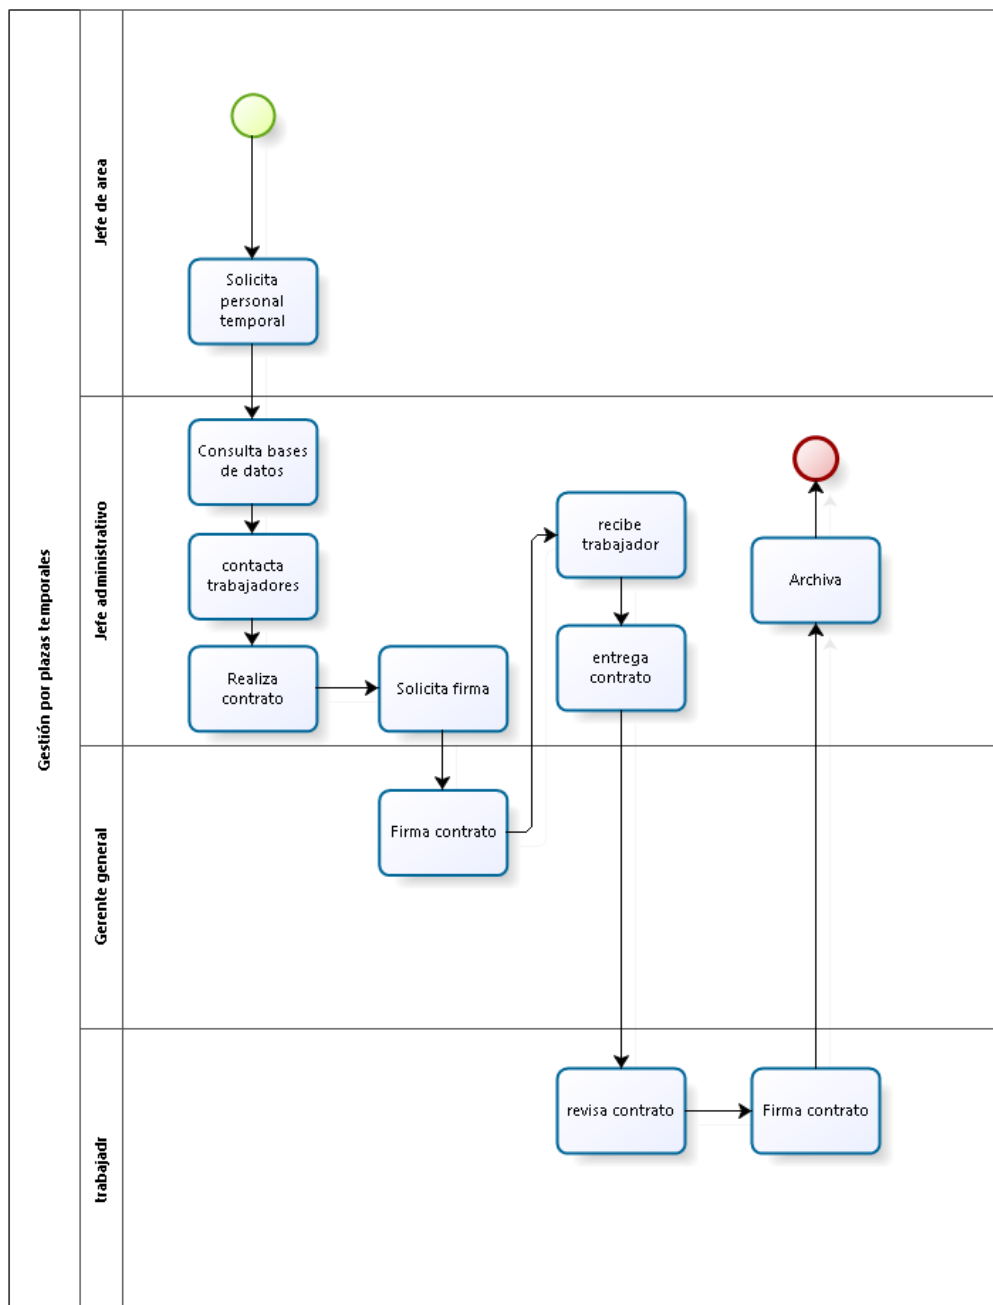 Gestión por plazas temporales
Jefe de area
Solicita
personal
temporal
Jefe administrativo
Consulta bases
de datos
contacta
trabajadores
Realiza
contrato
Solicita firma
recibe
trabajador
entrega
contrato
Archiva
Gerente general
Firma contrato
trabajadr
revisa contrato
Firma contrato